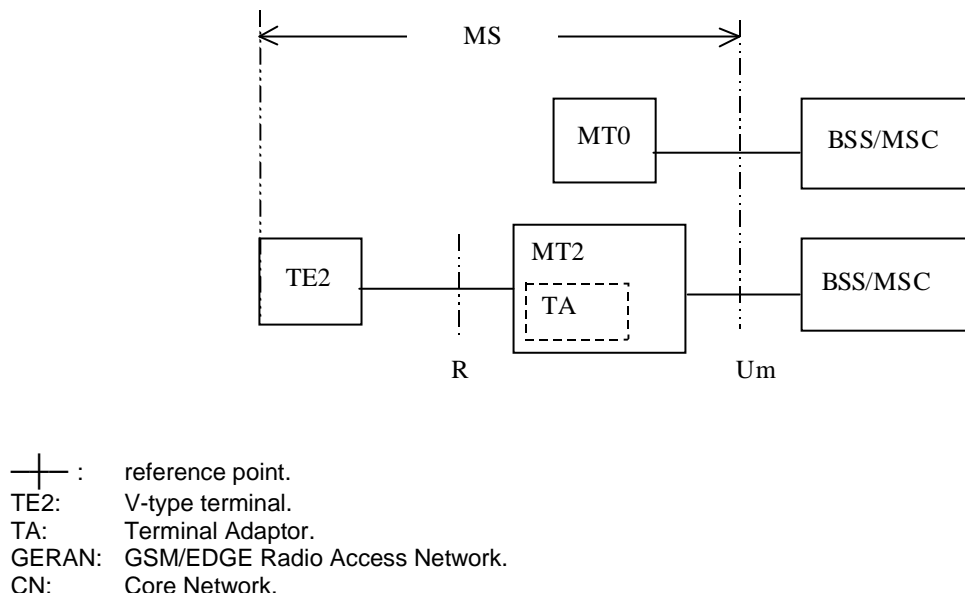 MS
MT0
BSS/MSC
TE2
MT2
TA
BSS/MSC
R
Um
: reference point.
TE2: V-type terminal.
TA: Terminal Adaptor.
GERAN: GSM/EDGE Radio Access Network.
CN: Core Network.